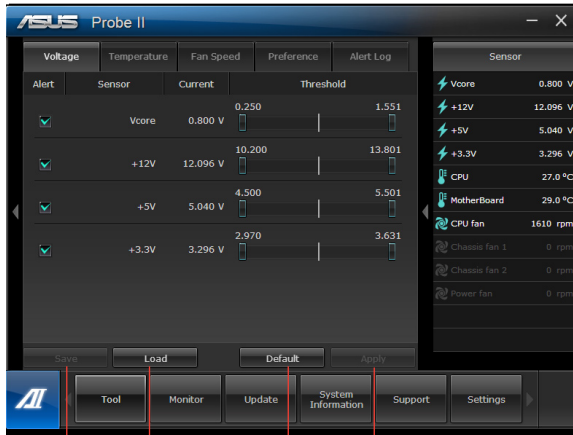 ASUS Probe II
Voltage Temperature Fan Speed Preference Alert Log
Alert Sensor Current Threshold
0.250 1.551
Vcore 0.800 V
10.200 13.801
+12V 12.096 V
4.500 5.501
+5V 5.040 V
2.970 3.631
+3.3V 3.296 V
Save Load Default Apply
Sensor
Vcore 0.800 V
+12V 12.096 V
+5V 5.040 V
+3.3V 3.296 V
CPU 27.0 ºC
MotherBoard 29.0 ºC
CPU fan 1610 rpm
Chassis fan 1 0 rpm
Chassis fan 2 0 rpm
Power fan 0 rpm
AI
Tool Monitor Update System Information Support Settings